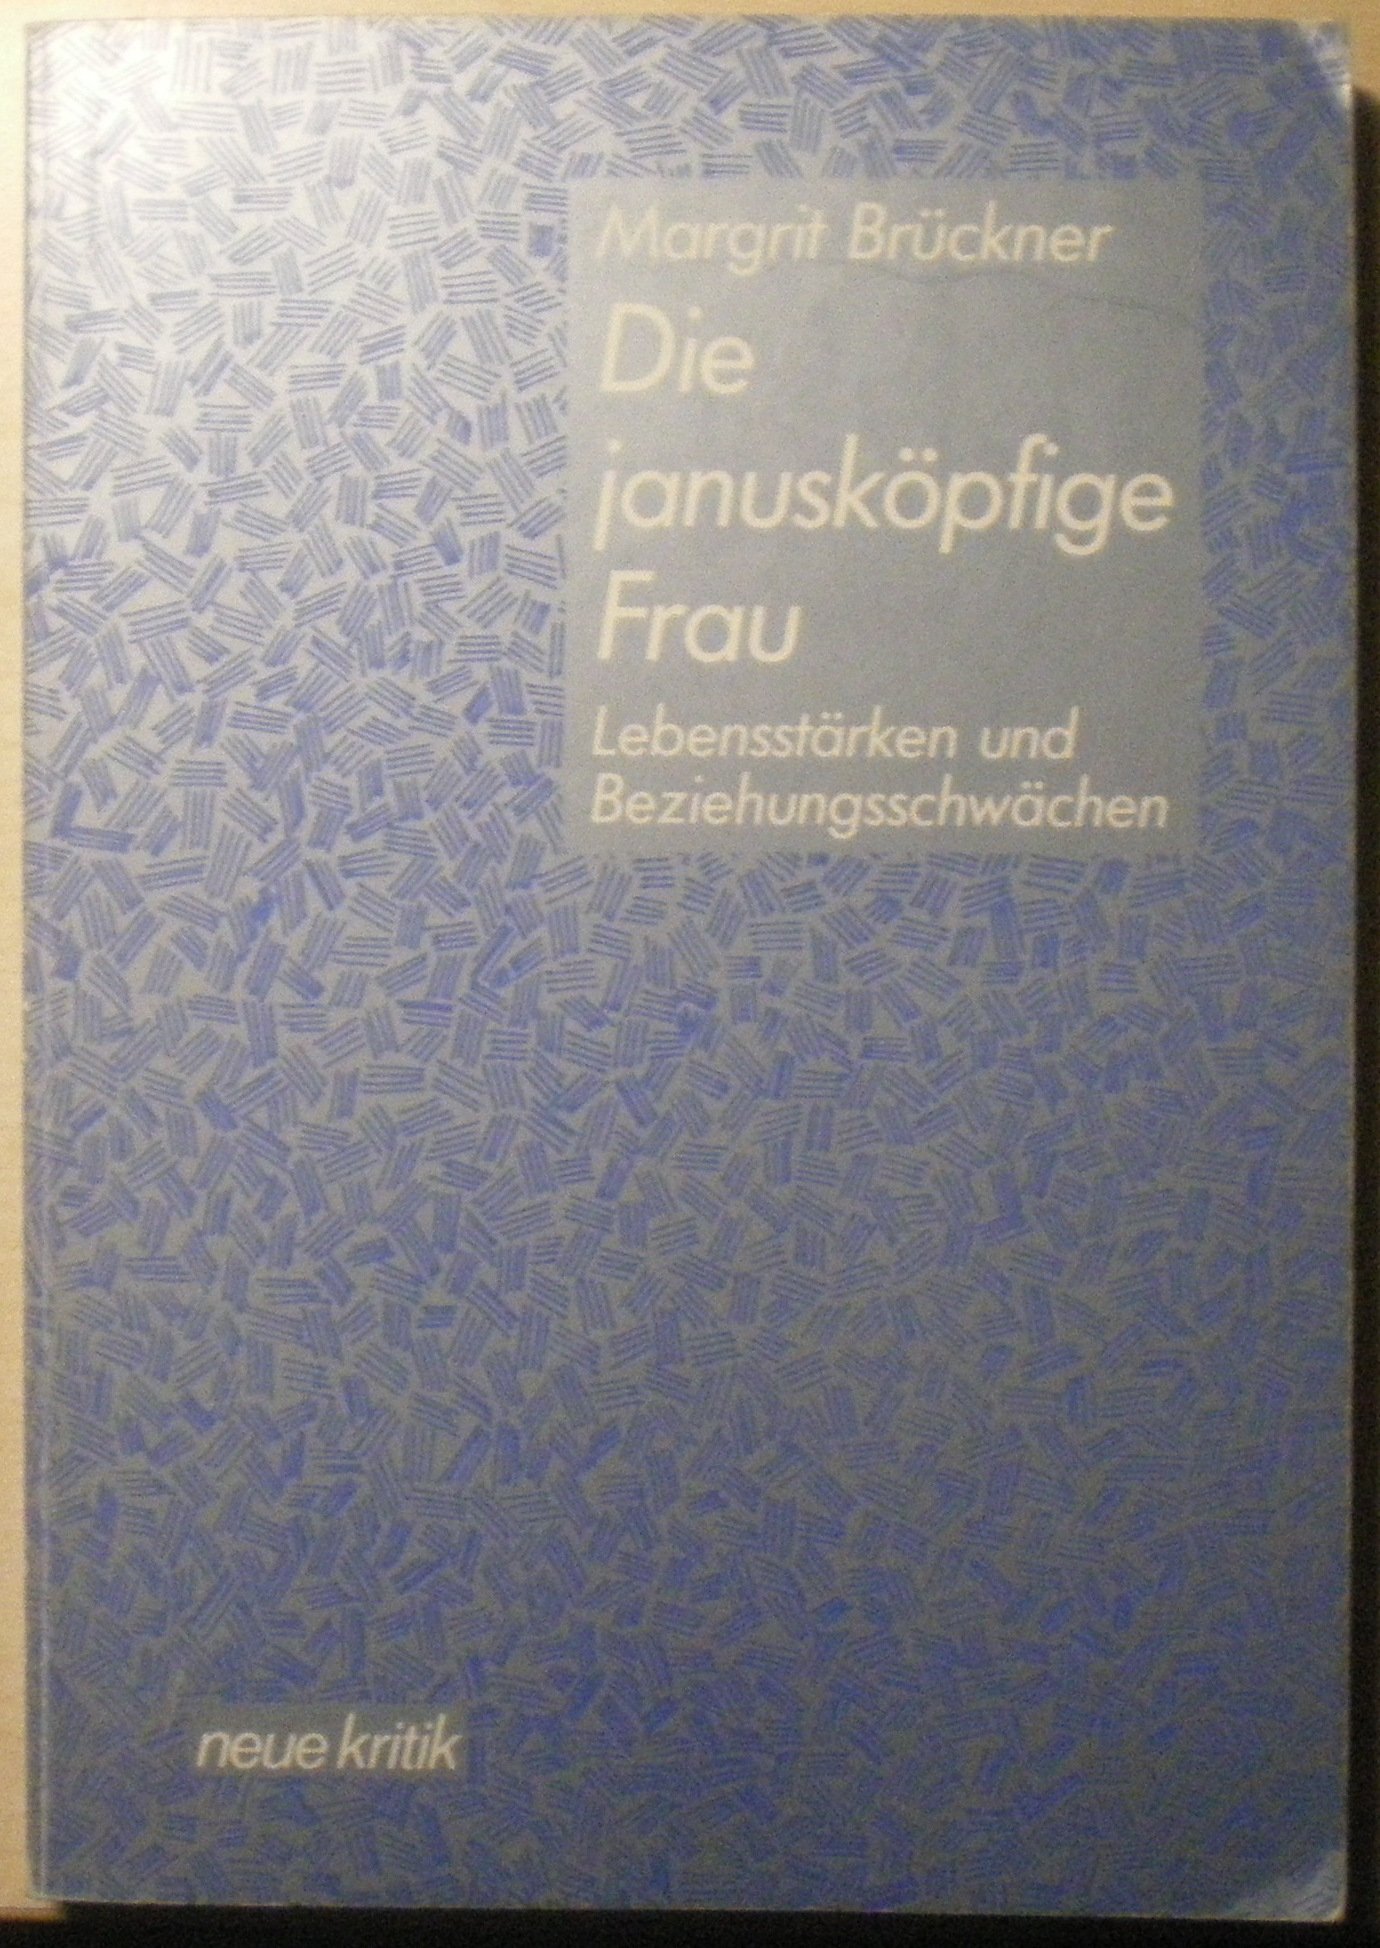 Margrit Brückner
Die
janusköpfige
Frau
Lebensstärken und
Beziehungsschwächen
neue kritik